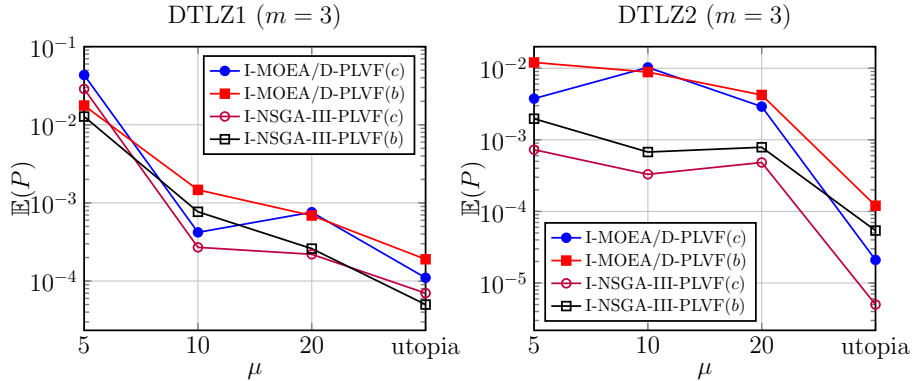 DTLZ1 (m = 3)
10^−1
10^−2
10^−3
10^−4
𝔼(P)
I-MOEA/D-PLVF(c)
I-MOEA/D-PLVF(b)
I-NSGA-III-PLVF(c)
I-NSGA-III-PLVF(b)
5 10 20 utopia
μ
DTLZ2 (m = 3)
10^−2
10^−3
10^−4
10^−5
𝔼(P)
I-MOEA/D-PLVF(c)
I-MOEA/D-PLVF(b)
I-NSGA-III-PLVF(c)
I-NSGA-III-PLVF(b)
5 10 20 utopia
μ